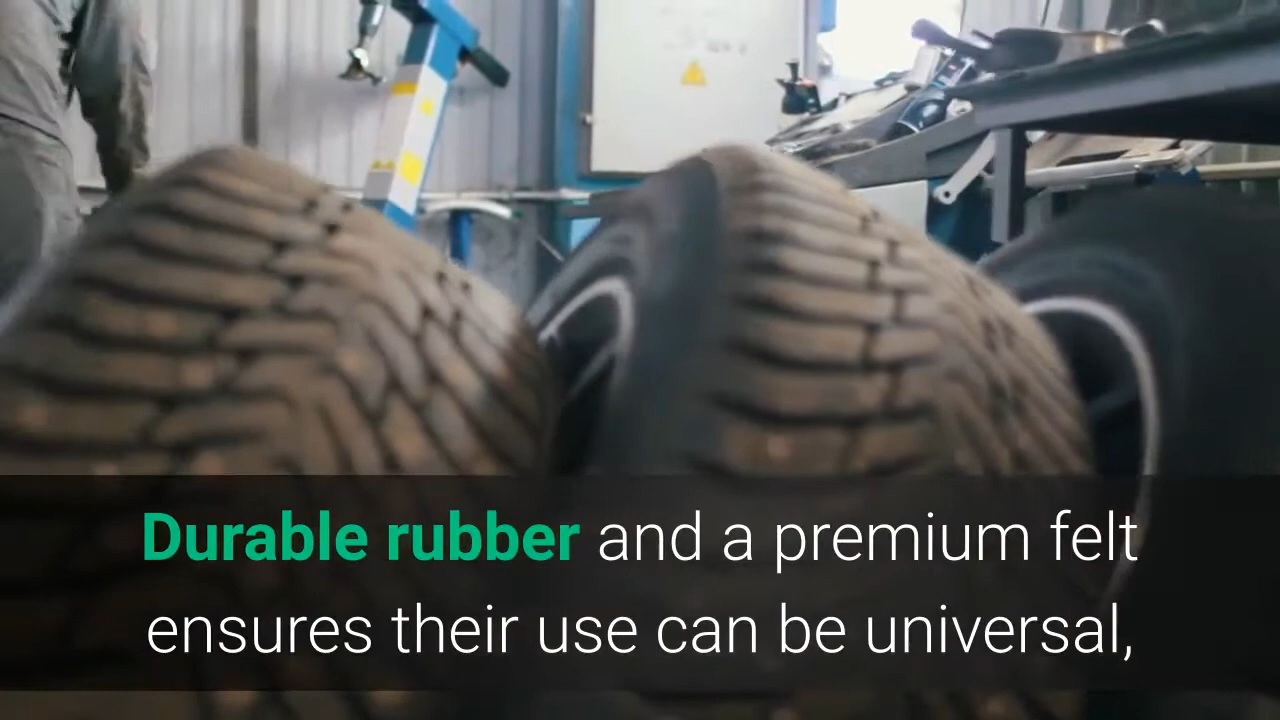 Durable rubber and a premium felt
ensures their use can be universal,